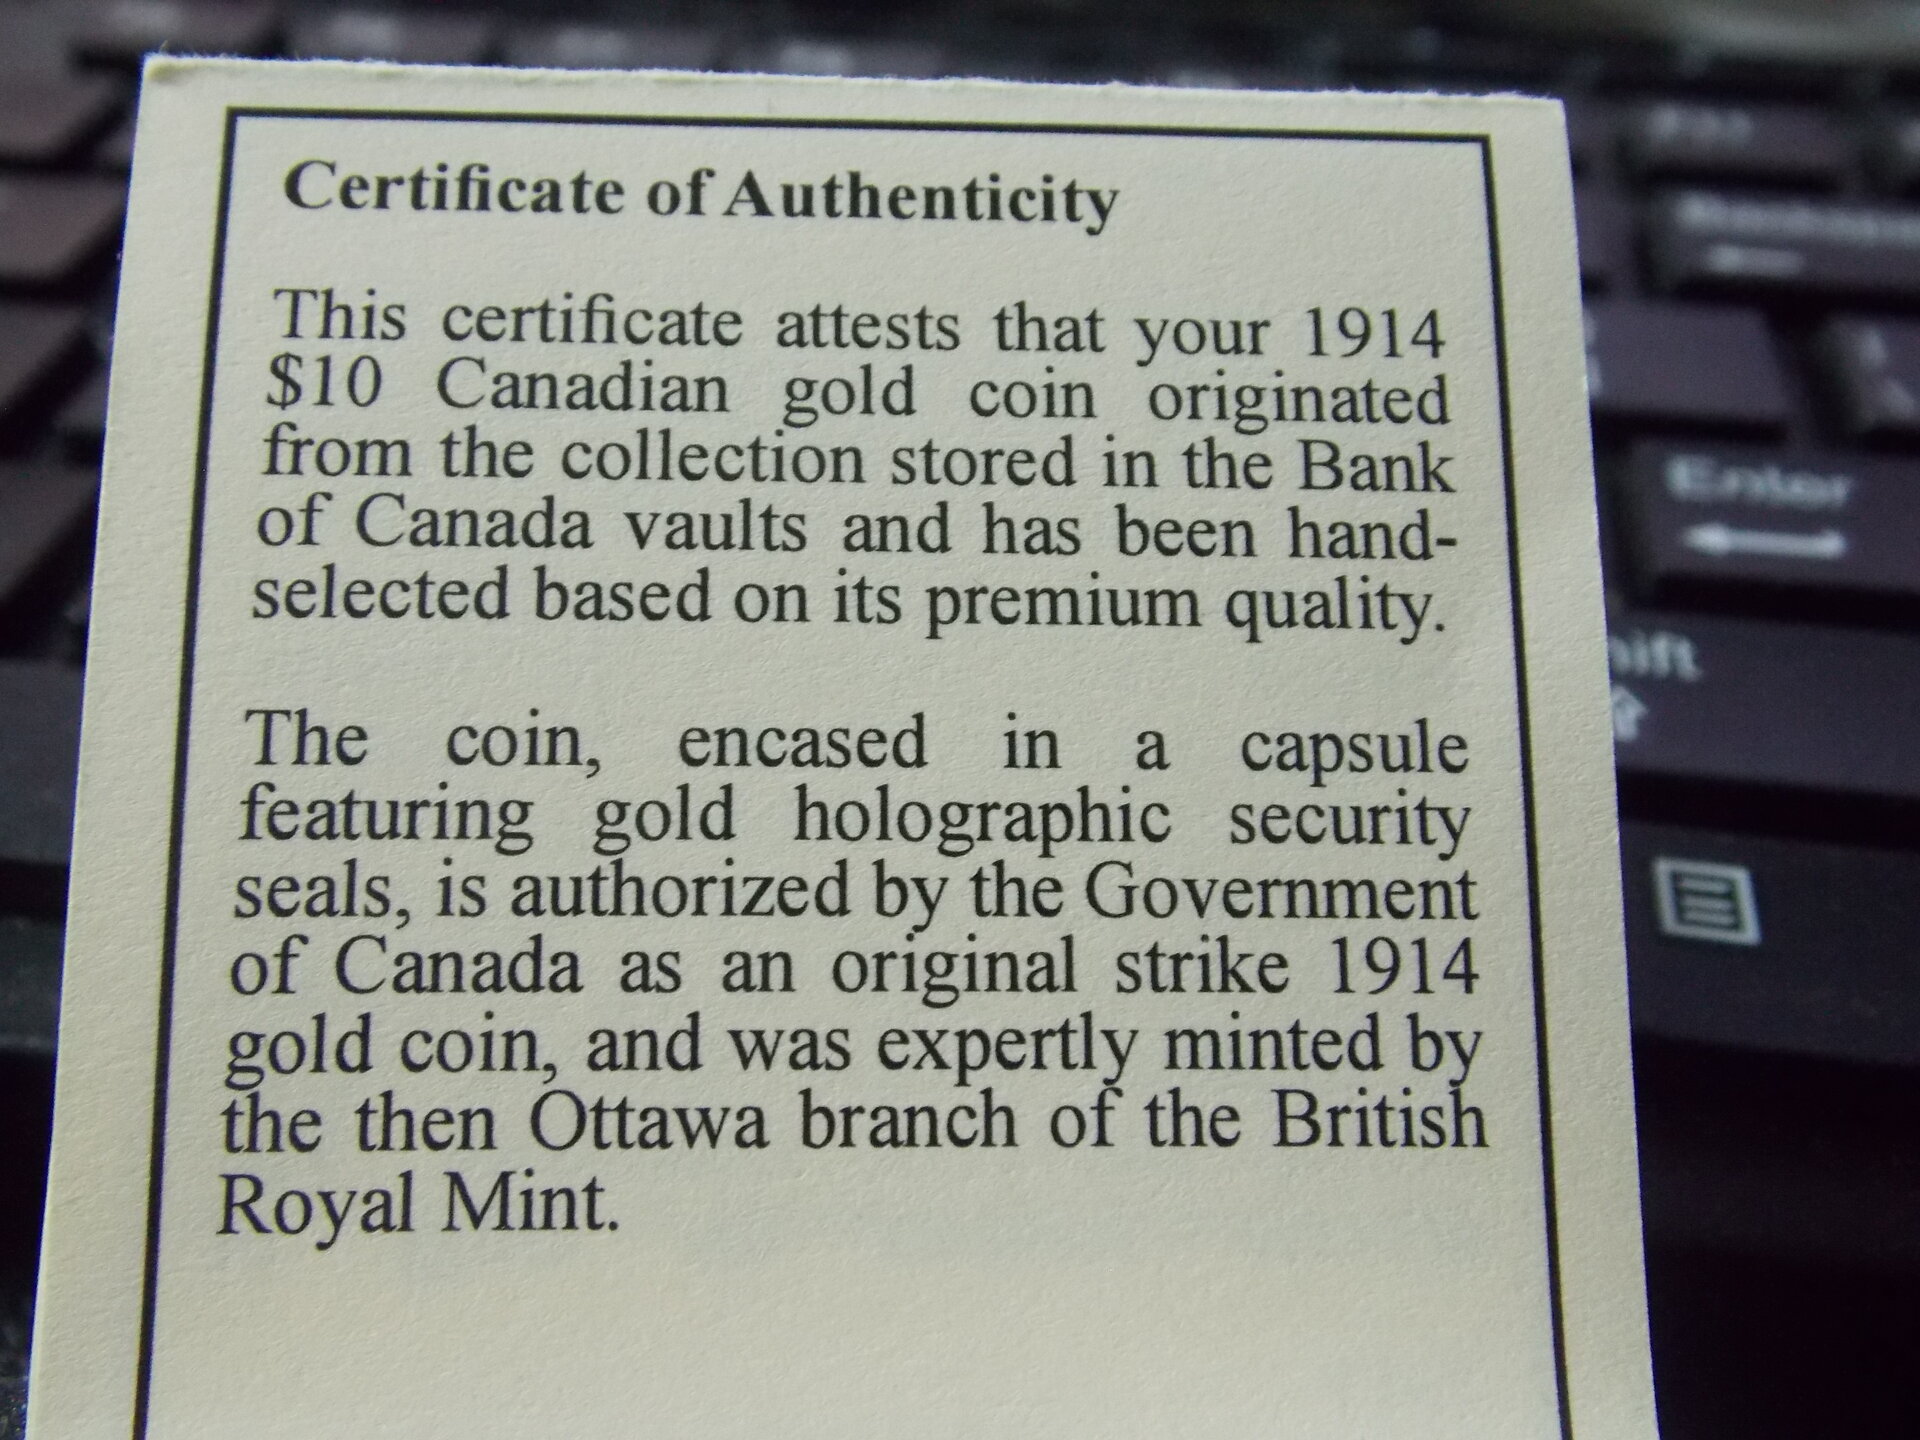 Certificate of Authenticity
This certificate attests that your 1914
$10 Canadian gold coin originated
from the collection stored in the Bank
of Canada vaults and has been hand-
selected based on its premium quality.
The coin, encased in a capsule
featuring gold holographic security
seals, is authorized by the Government
of Canada as an original strike 1914
gold coin, and was expertly minted by
the then Ottawa branch of the British
Royal Mint.
Enter
hift